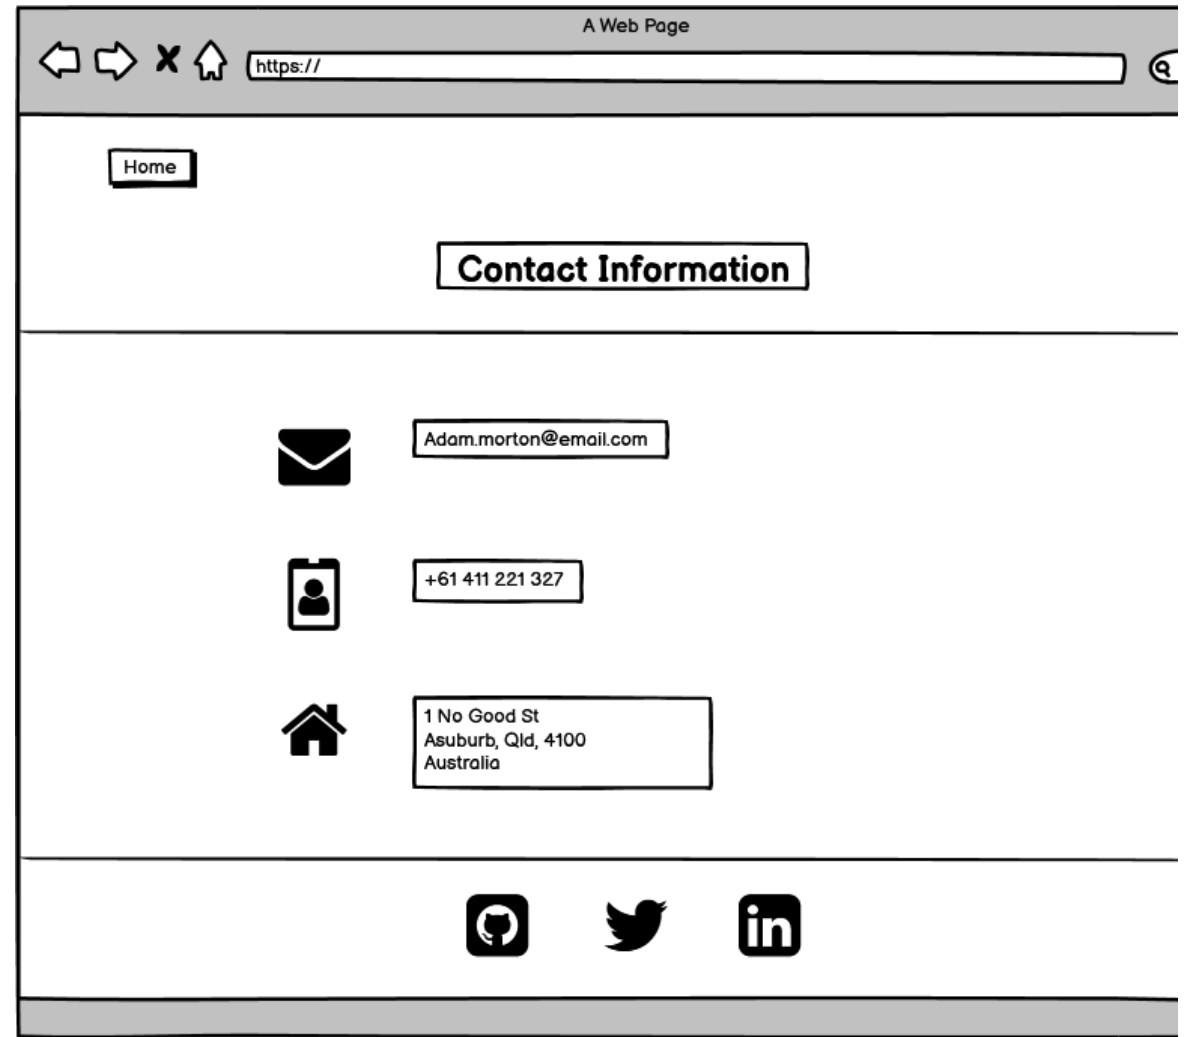 A Web Page
https://
Home
Contact Information
Adam.morton@email.com
+61 411 221 327
1 No Good St
Asuburb, Qld, 4100
Australia
in